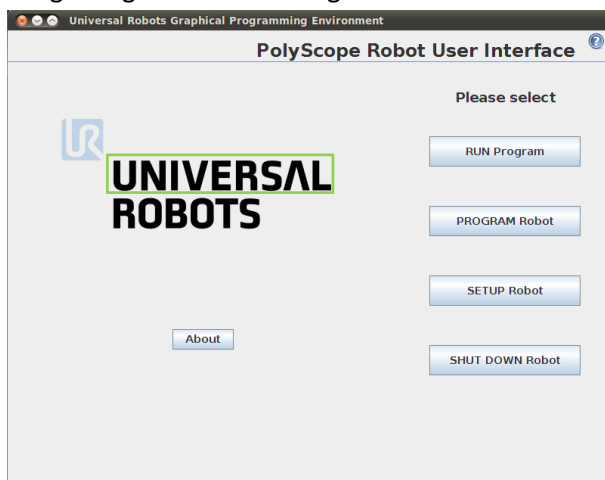 Universal Robots Graphical Programming Environment
PolyScope Robot User Interface
?
Please select
UR
UNIVERSAL
ROBOTS
RUN Program
PROGRAM Robot
SETUP Robot
About
SHUT DOWN Robot